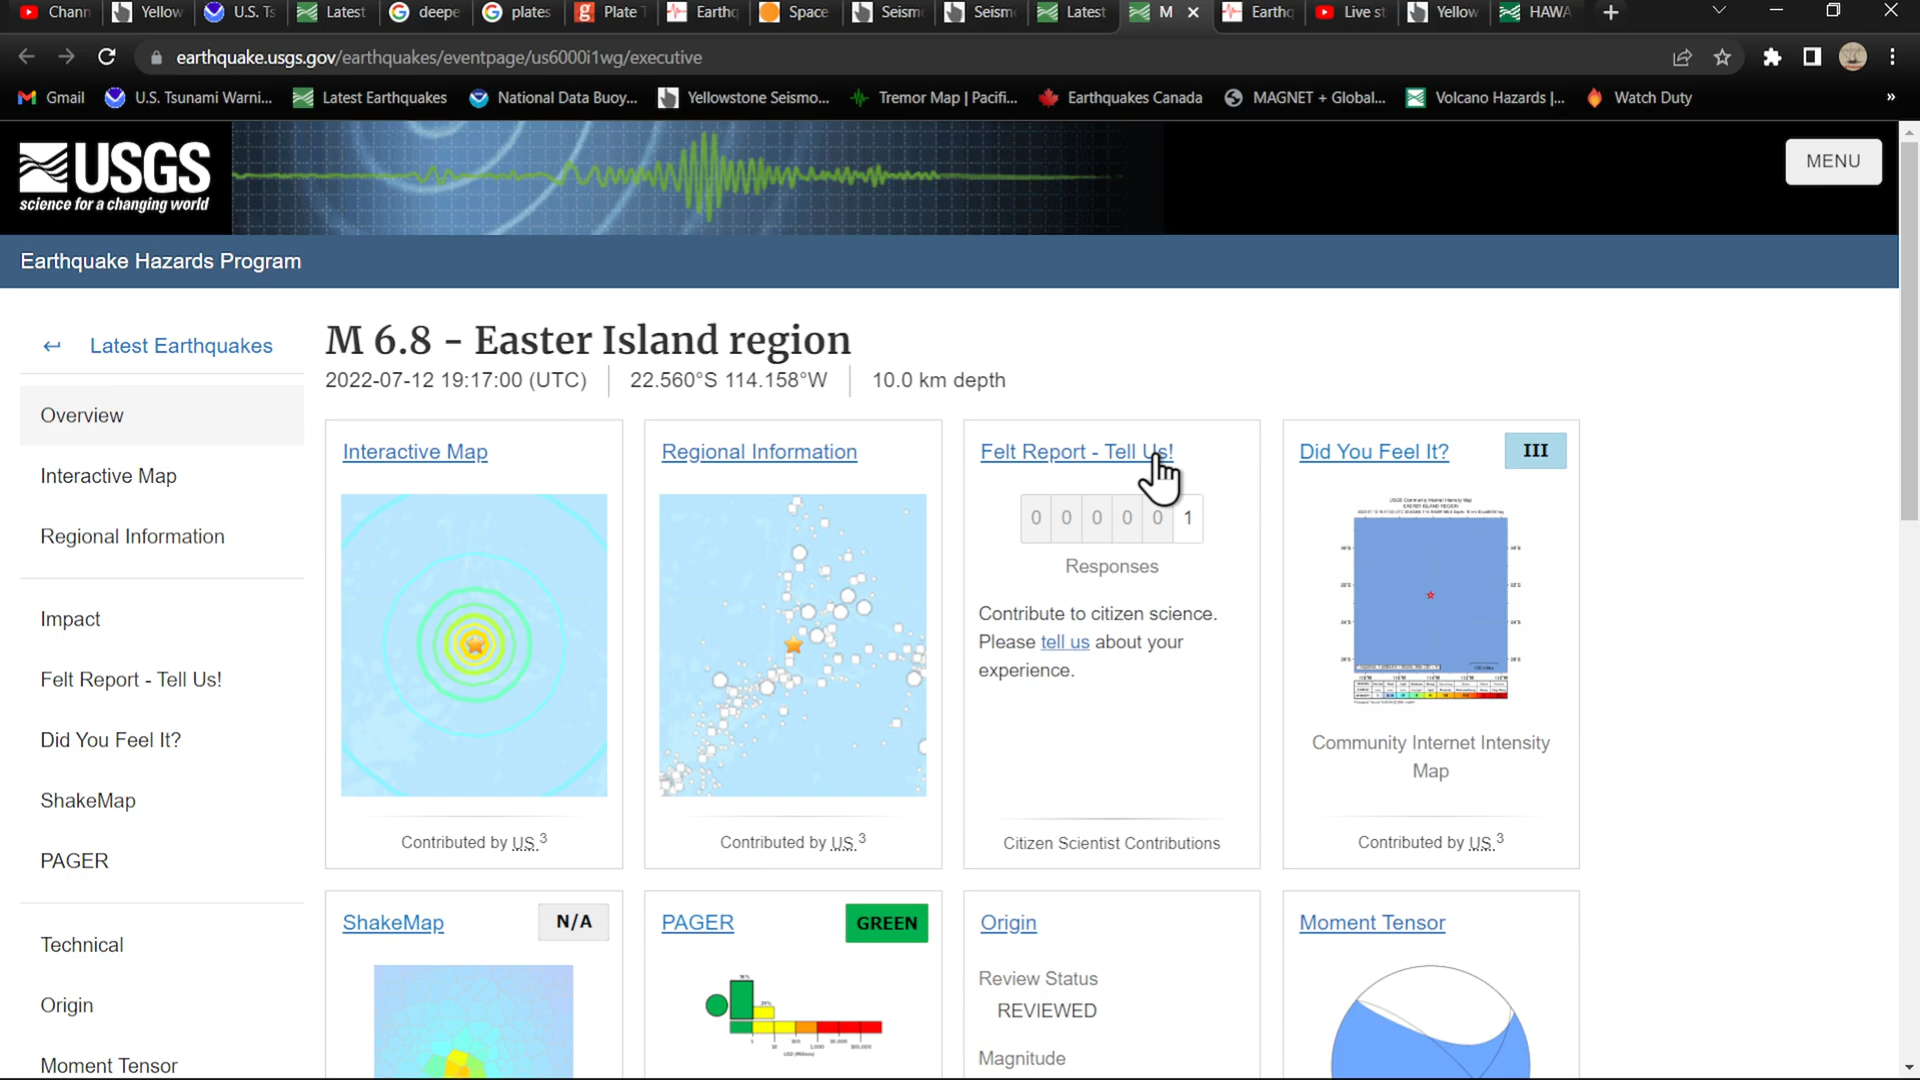 Chann
Yellow
U.S. Ts
Latest
deepe
plates
Plate T
Earthq
Space
Seism
Seism
Latest
M
Earthq
Live st
Yellow
HAWA
earthquake.usgs.gov/earthquakes/eventpage/us6000i1wg/executive
Gmail
U.S. Tsunami Warni...
Latest Earthquakes
National Data Buoy...
Yellowstone Seismo...
Tremor Map | Pacifi...
Earthquakes Canada
MAGNET + Global...
Volcano Hazards |...
Watch Duty
»
USGS
science for a changing world
MENU
Earthquake Hazards Program
Latest Earthquakes
Overview
Interactive Map
Regional Information
Impact
Felt Report - Tell Us!
Did You Feel It?
ShakeMap
PAGER
Technical
Origin
Moment Tensor
M 6.8 - Easter Island region
2022-07-12 19:17:00 (UTC)
22.560°S 114.158°W
10.0 km depth
Interactive Map
Contributed by US 3
Regional Information
Contributed by US 3
Felt Report - Tell Us!
0 0 0 0 0 1
Responses
Contribute to citizen science.
Please tell us about your
experience.
Citizen Scientist Contributions
Did You Feel It?
III
Community Internet Intensity
Map
Contributed by US 3
ShakeMap
N/A
PAGER
GREEN
Origin
Review Status
REVIEWED
Magnitude
Moment Tensor